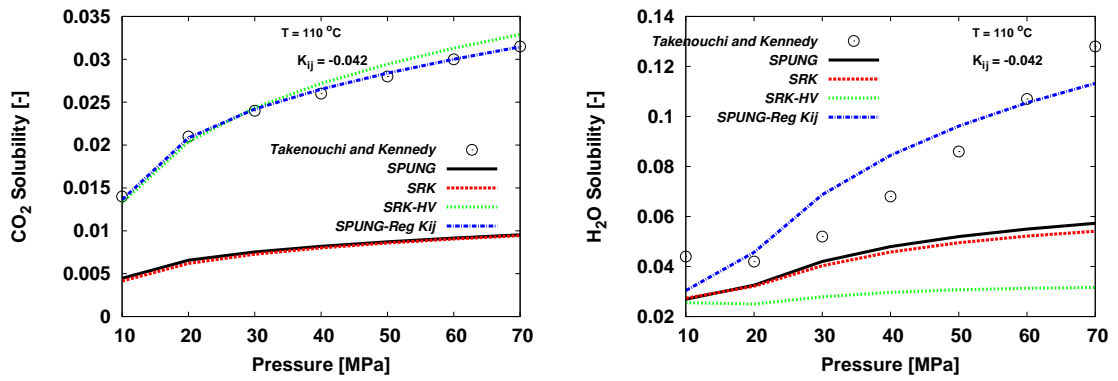 T = 110 °C
K_ij = -0.042
Takenouchi and Kennedy
SPUNG
SRK
SRK-HV
SPUNG-Reg Kij
CO₂ Solubility [-]
0.035
0.03
0.025
0.02
0.015
0.01
0.005
0
10 20 30 40 50 60 70
Pressure [MPa]
T = 110 °C
K_ij = -0.042
Takenouchi and Kennedy
SPUNG
SRK
SRK-HV
SPUNG-Reg Kij
H₂O Solubility [-]
0.14
0.12
0.1
0.08
0.06
0.04
0.02
10 20 30 40 50 60 70
Pressure [MPa]